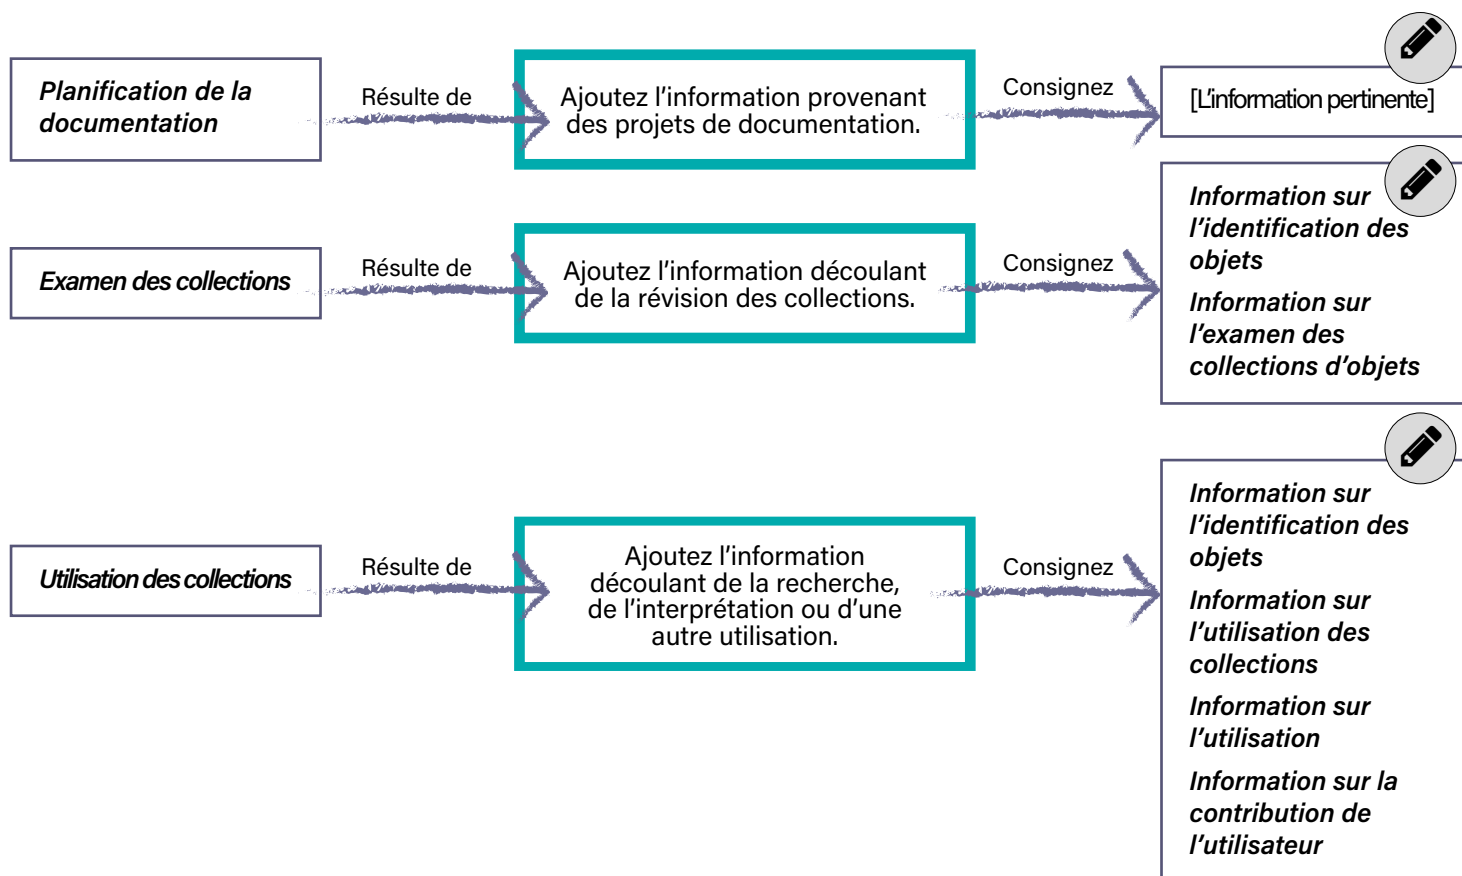 Planification de la
documentation
Résulte de
Ajoutez l’information provenant
des projets de documentation.
Consignez
[L’information pertinente]
Examen des collections
Résulte de
Ajoutez l’information découlant
de la révision des collections.
Consignez
Information sur
l’identification des
objets
Information sur
l’examen des
collections d’objets
Utilisation des collections
Résulte de
Ajoutez l’information
découlant de la recherche,
de l’interprétation ou d’une
autre utilisation.
Consignez
Information sur
l’identification des
objets
Information sur
l’utilisation des
collections
Information sur
l’utilisation
Information sur la
contribution de
l’utilisateur